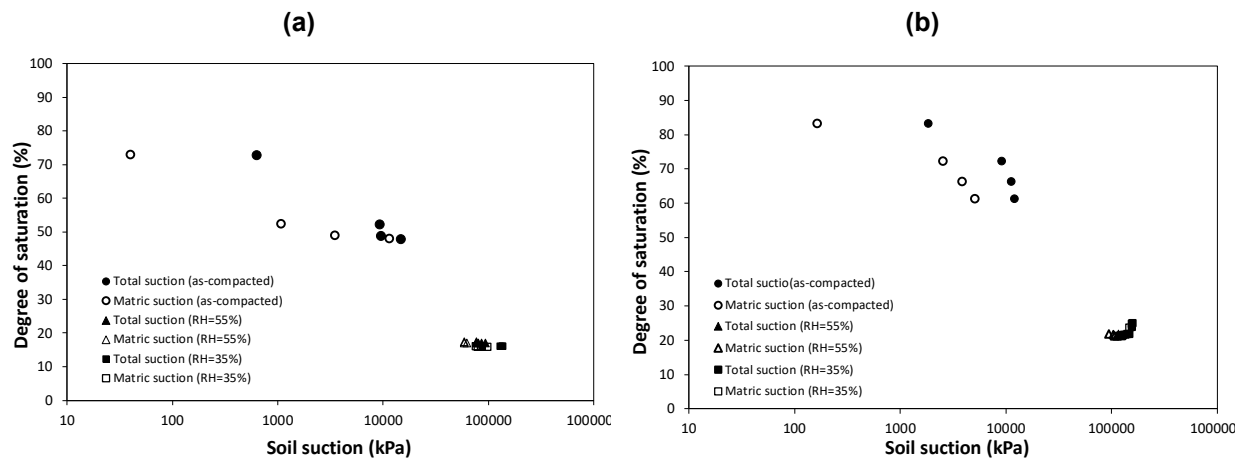 (a)
Degree of saturation (%)
100
90
80
70
60
50
40
30
20
10
0
Total suction (as-compacted)
Matric suction (as-compacted)
Total suction (RH=55%)
Matric suction (RH=55%)
Total suction (RH=35%)
Matric suction (RH=35%)
10 100 1000 10000 100000 100000
Soil suction (kPa)
(b)
Degree of saturation (%)
100
90
80
70
60
50
40
30
20
10
0
Total suctio(as-compacted)
Matric suction (as-compacted)
Total suction (RH=55%)
Matric suction (RH=55%)
Total suction (RH=35%)
Matric suction (RH=35%)
10 100 1000 10000 100000 100000
Soil suction (kPa)